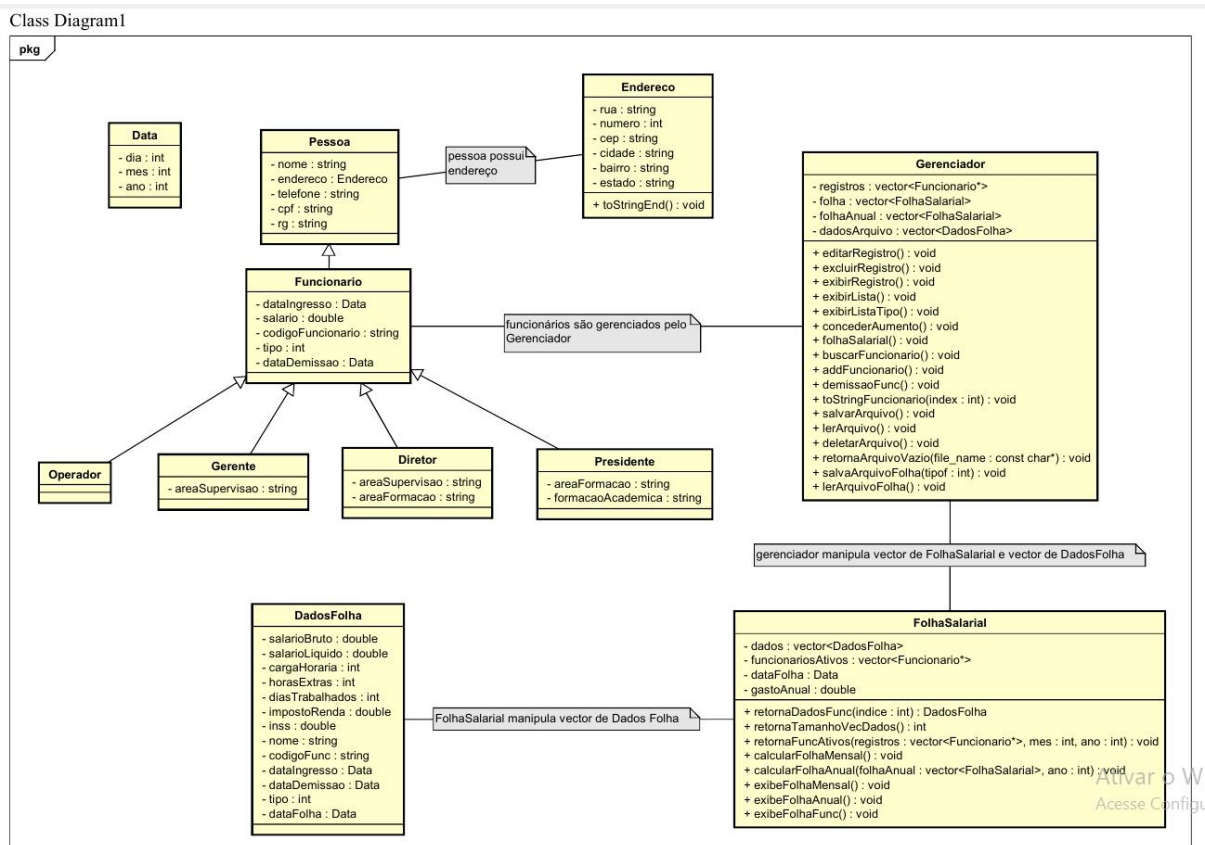 Class Diagram1
pkg
Data
- dia : int
- mes : int
- ano : int
Pessoa
- nome : string
- endereco : Endereco
- telefone : string
- cpf : string
- rg : string
pessoa possui
endereço
Endereco
- rua : string
- numero : int
- cep : string
- cidade : string
- bairro : string
- estado : string
+ toStringEnd() : void
Gerenciador
- registros : vector<Funcionario*>
- folha : vector<FolhaSalarial>
- folhaAnual : vector<FolhaSalarial>
- dadosArquivo : vector<DadosFolha>
+ editarRegistro() : void
+ excluirRegistro() : void
+ exibirRegistro() : void
+ exibirLista() : void
+ exibirListaTipo() : void
+ concederAumento() : void
+ folhaSalarial() : void
+ buscarFuncionario() : void
+ addFuncionario() : void
+ demissaoFunc() : void
+ toStringFuncionario(index : int) : void
+ salvarArquivo() : void
+ lerArquivo() : void
+ deletarArquivo() : void
+ retornaArquivoVazio(file_name : const char*) : void
+ salvaArquivoFolha(tipof : int) : void
+ lerArquivoFolha() : void
Funcionario
- dataIngresso : Data
- salario : double
- codigoFuncionario : string
- tipo : int
- dataDemissao : Data
funcionários são gerenciados pelo
Gerenciador
Operador
Gerente
- areaSupervisao : string
Diretor
- areaSupervisao : string
- areaFormacao : string
Presidente
- areaFormacao : string
- formacaoAcademica : string
gerenciador manipula vector de FolhaSalarial e vector de DadosFolha
DadosFolha
- salarioBruto : double
- salarioLiquido : double
- cargaHoraria : int
- horasExtras : int
- diasTrabalhados : int
- impostoRenda : double
- inss : double
- nome : string
- codigoFunc : string
- dataIngresso : Data
- dataDemissao : Data
- tipo : int
- dataFolha : Data
FolhaSalarial manipula vector de Dados Folha
FolhaSalarial
- dados : vector<DadosFolha>
- funcionariosAtivos : vector<Funcionario*>
- dataFolha : Data
- gastoAnual : double
+ retornaDadosFunc(indice : int) : DadosFolha
+ retornaTamanhoVecDados() : int
+ retornaFuncAtivos(registros : vector<Funcionario*>, mes : int, ano : int) : void
+ calcularFolhaMensal() : void
+ calcularFolhaAnual(folhaAnual : vector<FolhaSalarial>, ano : int) : void
+ exibeFolhaMensal() : void
+ exibeFolhaAnual() : void
+ exibeFolhaFunc() : void
Ativar o W
Acesse Configu